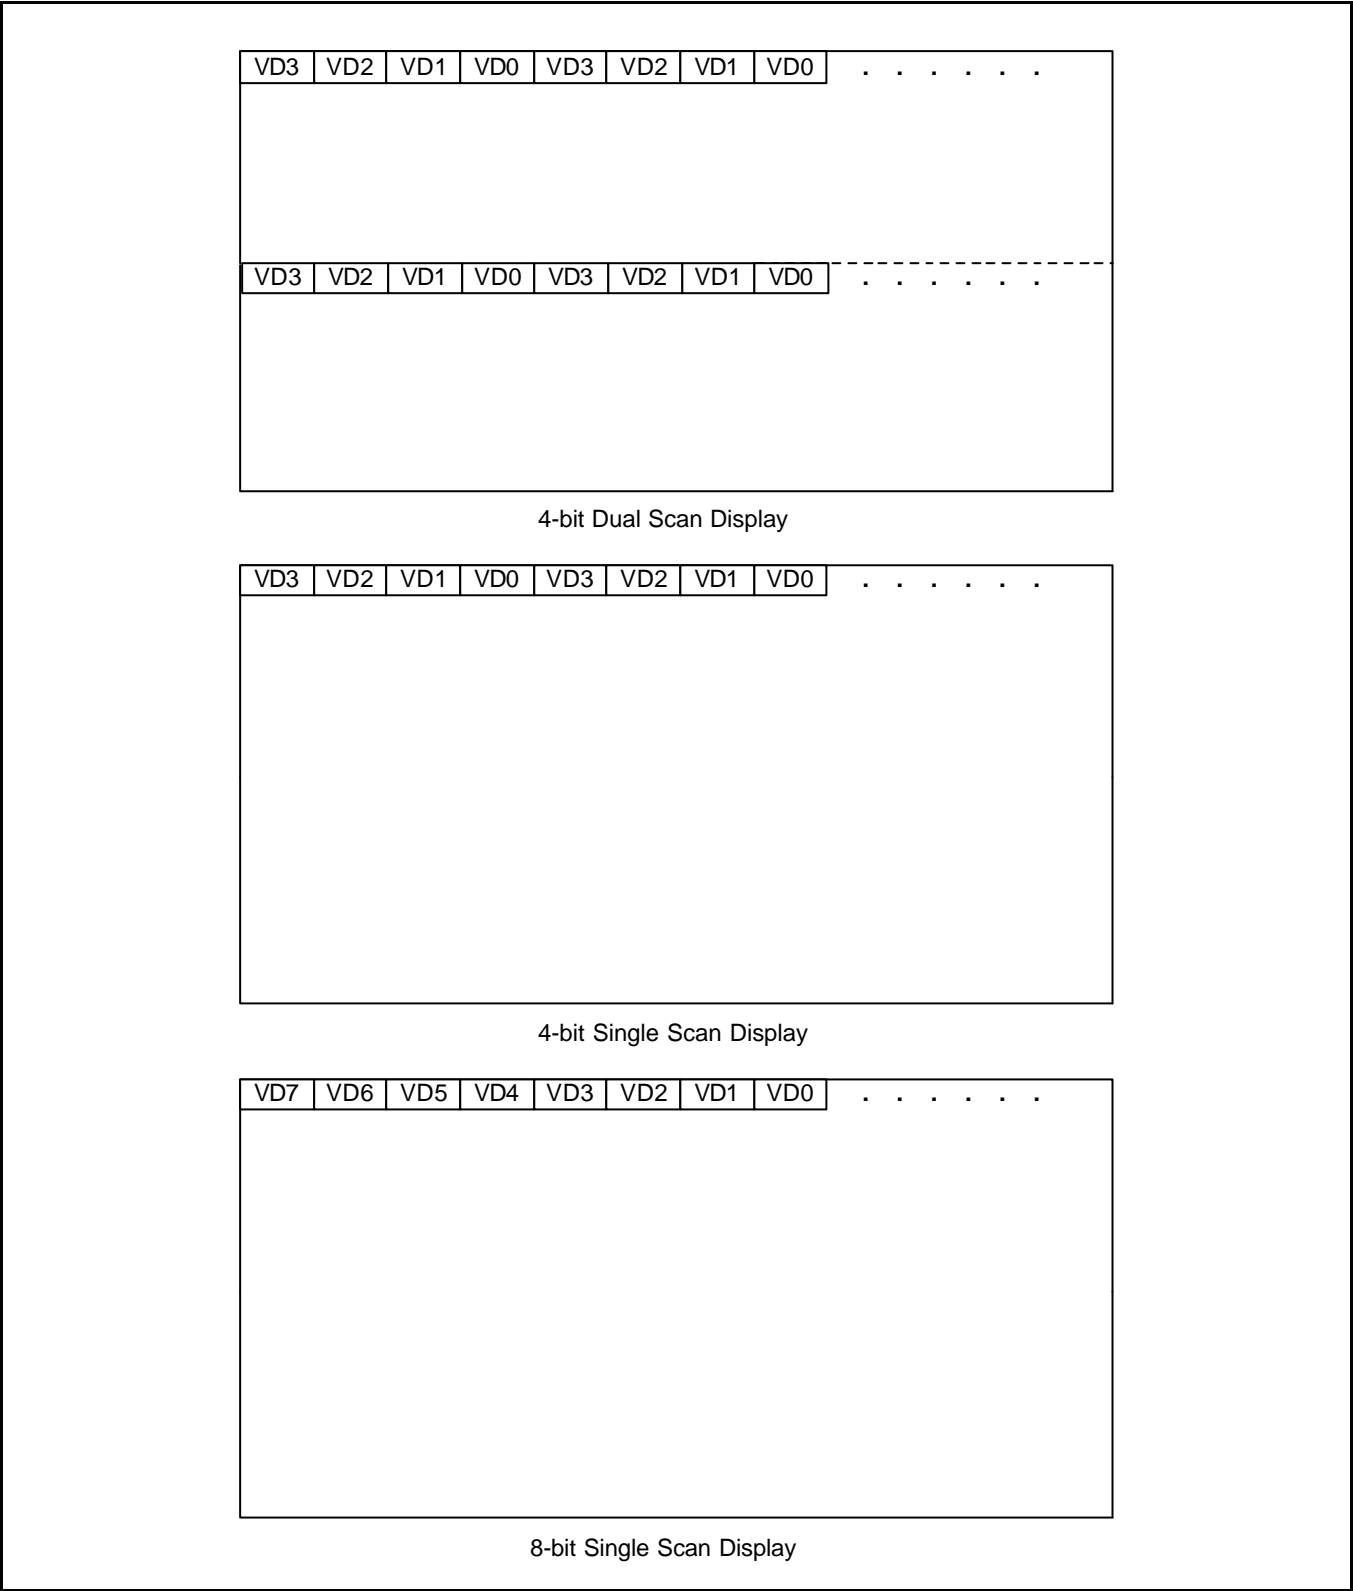 VD3 VD2 VD1 VD0 VD3 VD2 VD1 VD0 . . . . . .
VD3 VD2 VD1 VD0 VD3 VD2 VD1 VD0 . . . . . .
4-bit Dual Scan Display
VD3 VD2 VD1 VD0 VD3 VD2 VD1 VD0 . . . . . .
4-bit Single Scan Display
VD7 VD6 VD5 VD4 VD3 VD2 VD1 VD0 . . . . . .
8-bit Single Scan Display